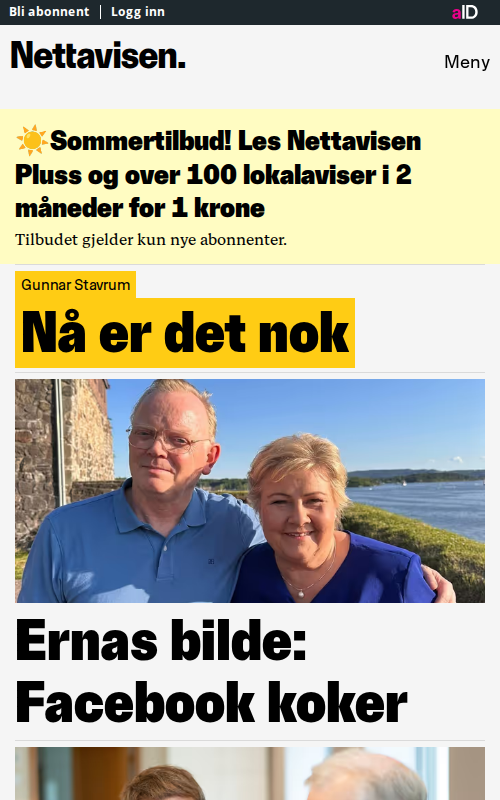 Bli abonnent Logg inn aID
Nettavisen. Meny
☀️Sommertilbud! Les Nettavisen
Pluss og over 100 lokalaviser i 2
måneder for 1 krone
Tilbudet gjelder kun nye abonnenter.
Gunnar Stavrum
Nå er det nok
Ernas bilde:
Facebook koker